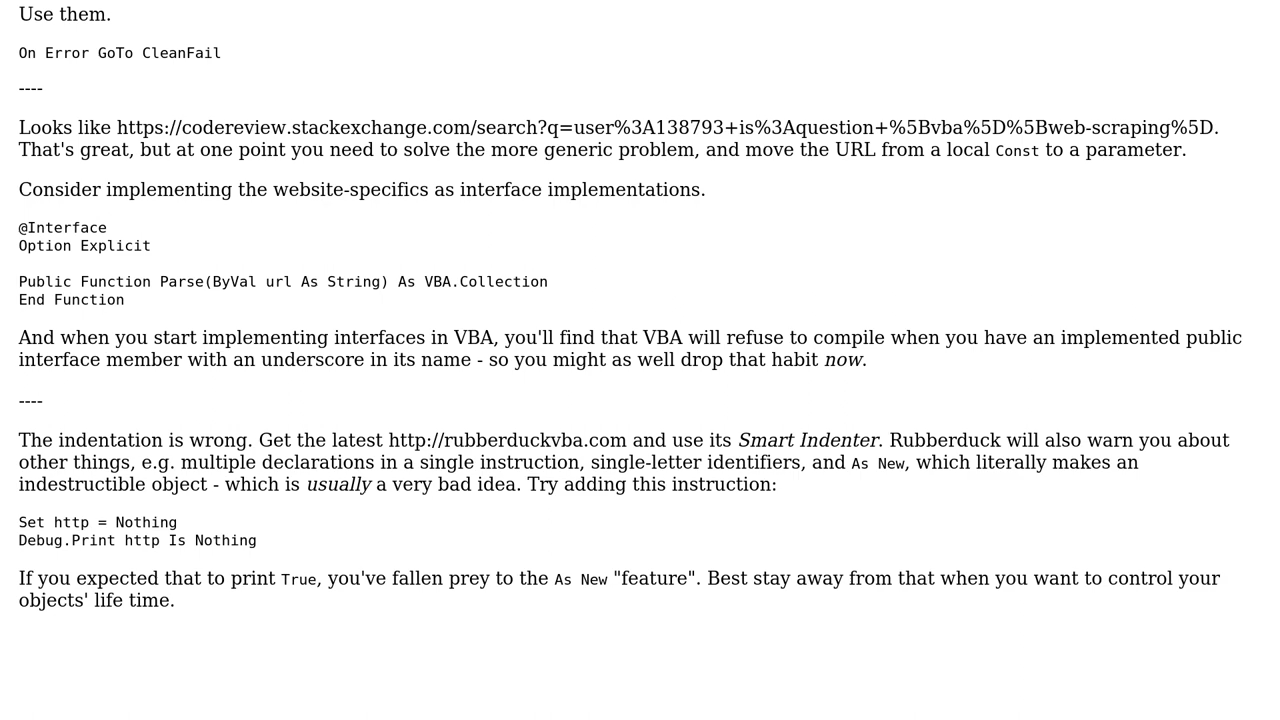 Use them.
On Error GoTo CleanFail
----
Looks like https://codereview.stackexchange.com/search?q=user%3A138793+is%3Aquestion+%5Bvba%5D%5Bweb-scraping%5D.
That's great, but at one point you need to solve the more generic problem, and move the URL from a local Const to a parameter.
Consider implementing the website-specifics as interface implementations.
@Interface
Option Explicit
Public Function Parse(ByVal url As String) As VBA.Collection
End Function
And when you start implementing interfaces in VBA, you'll find that VBA will refuse to compile when you have an implemented public
interface member with an underscore in its name - so you might as well drop that habit now.
----
The indentation is wrong. Get the latest http://rubberduckvba.com and use its Smart Indenter. Rubberduck will also warn you about
other things, e.g. multiple declarations in a single instruction, single-letter identifiers, and As New, which literally makes an
indestructible object - which is usually a very bad idea. Try adding this instruction:
Set http = Nothing
Debug.Print http Is Nothing
If you expected that to print True, you've fallen prey to the As New "feature". Best stay away from that when you want to control your
objects' life time.